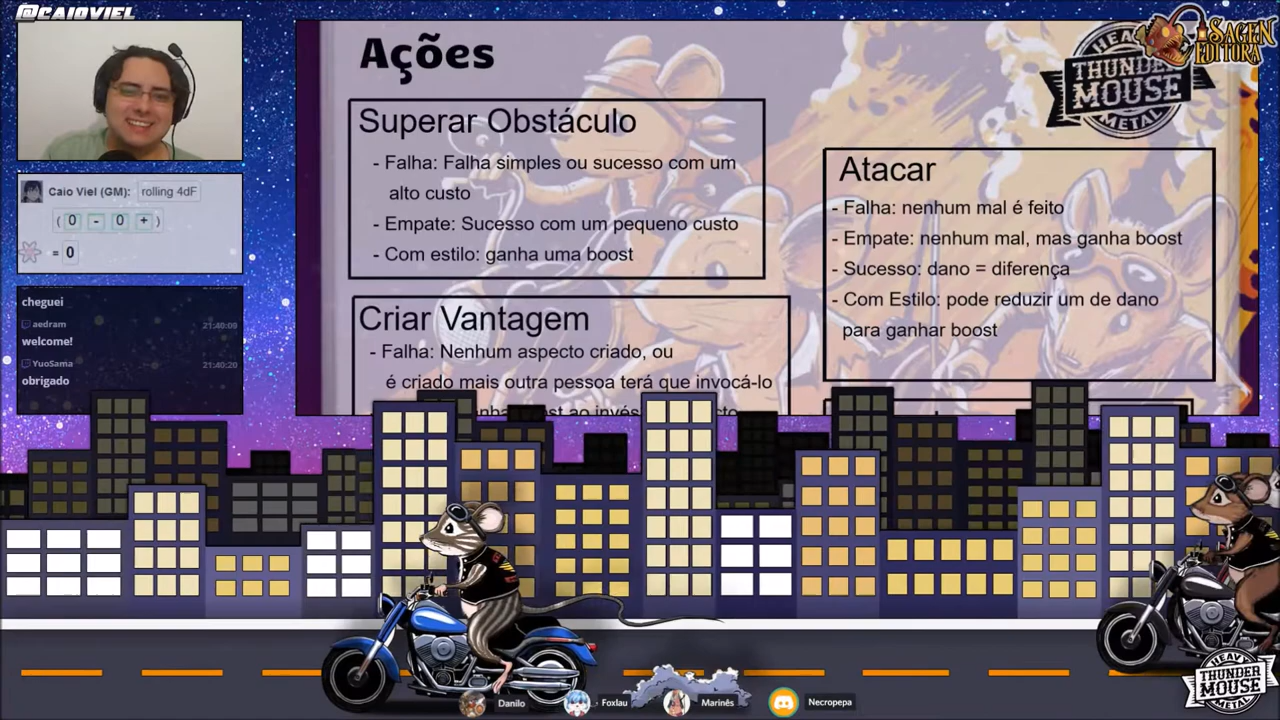 @CAIOVIEL
Caio Viel (GM): rolling 4dF
( 0 - 0 + )
= 0
cheguei
aedram 21:40:09
welcome!
YuoSama 21:40:20
obrigado
Ações
Superar Obstáculo
- Falha: Falha simples ou sucesso com um
alto custo
- Empate: Sucesso com um pequeno custo
- Com estilo: ganha uma boost
Criar Vantagem
- Falha: Nenhum aspecto criado, ou
é criado mais outra pessoa terá que invocá-lo
Atacar
- Falha: nenhum mal é feito
- Empate: nenhum mal, mas ganha boost
- Sucesso: dano = diferença
- Com Estilo: pode reduzir um de dano
para ganhar boost
HEAVY
THUNDER
MOUSE
METAL
SAGEN
EDITORA
Danilo
Foxlau
Marinês
Necropepa
HEAVY
THUNDER
MOUSE
METAL